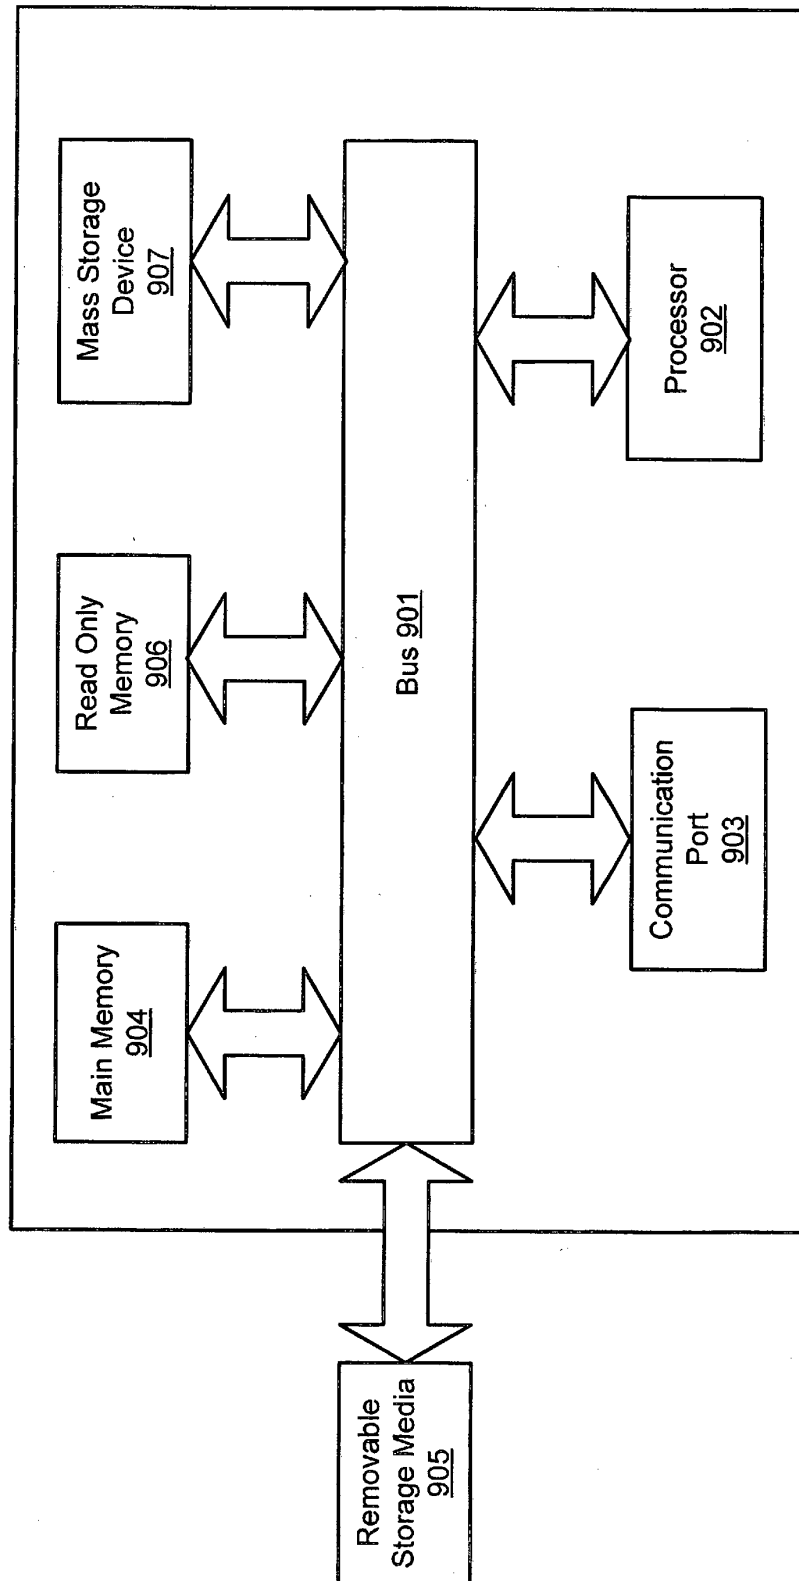 Main Memory
904
Read Only
Memory
906
Mass Storage
Device
907
Removable
Storage Media
905
Bus 901
Communication
Port
903
Processor
902